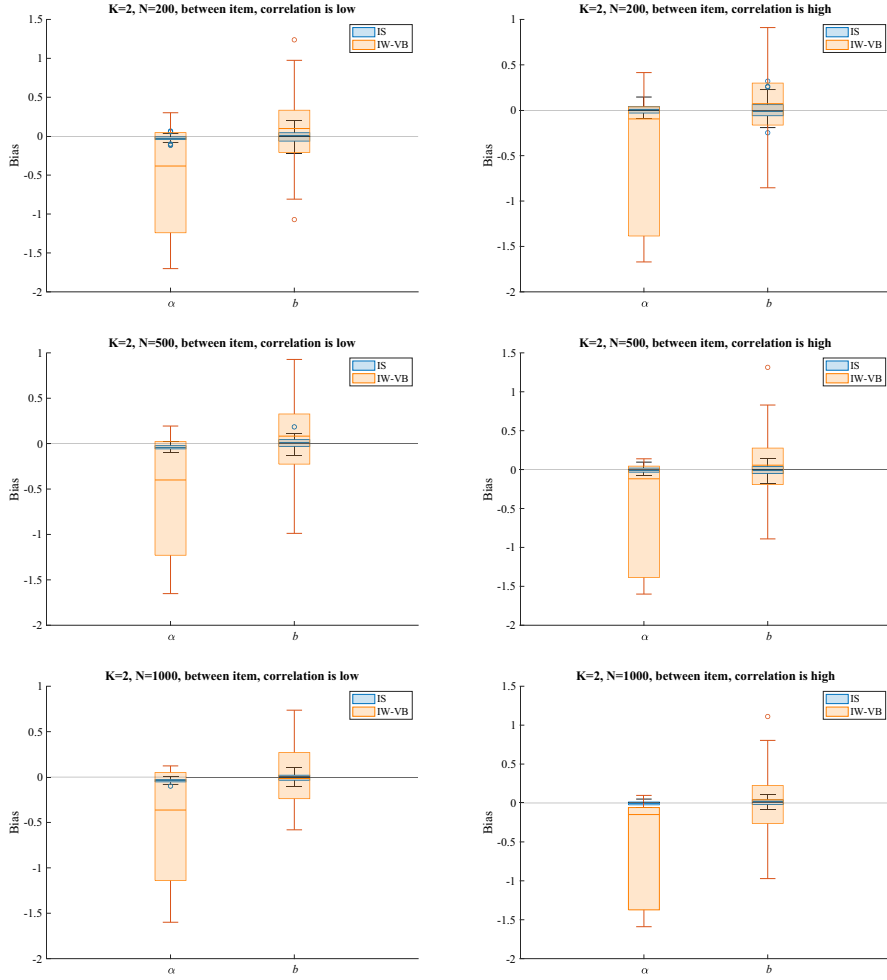 K=2, N=200, between item, correlation is low
1.5
1
0.5
0
-0.5
-1
-1.5
-2
Bias
α
b
IS
IW-VB
K=2, N=200, between item, correlation is high
1
0.5
0
-0.5
-1
-1.5
-2
Bias
α
b
IS
IW-VB
K=2, N=500, between item, correlation is low
1
0.5
0
-0.5
-1
-1.5
-2
Bias
α
b
IS
IW-VB
K=2, N=500, between item, correlation is high
1.5
1
0.5
0
-0.5
-1
-1.5
-2
Bias
α
b
IS
IW-VB
K=2, N=1000, between item, correlation is low
1
0.5
0
-0.5
-1
-1.5
-2
Bias
α
b
IS
IW-VB
K=2, N=1000, between item, correlation is high
1.5
1
0.5
0
-0.5
-1
-1.5
-2
Bias
α
b
IS
IW-VB